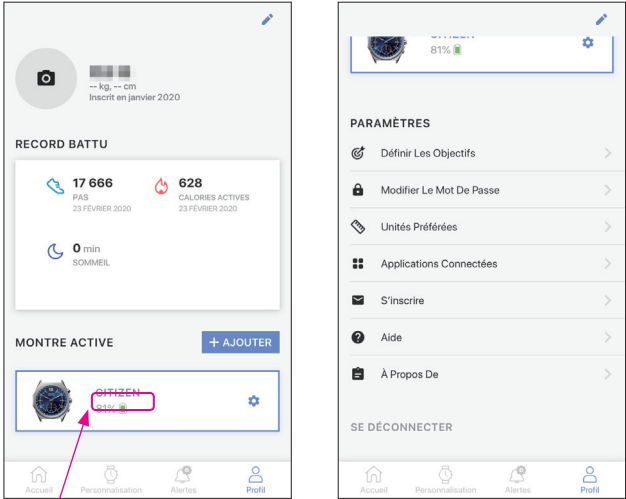 -- kg, -- cm
Inscrit en janvier 2020
RECORD BATTU
17 666
PAS
23 FÉVRIER 2020
628
CALORIES ACTIVES
23 FÉVRIER 2020
0 min
SOMMEIL
MONTRE ACTIVE
+ AJOUTER
CITIZEN
81%
Accueil
Personnalisation
Alertes
Profil
CITIZEN
81%
PARAMÈTRES
Définir Les Objectifs
Modifier Le Mot De Passe
Unités Préférées
Applications Connectées
S'inscrire
Aide
À Propos De
SE DÉCONNECTER
Accueil
Personnalisation
Alertes
Profil